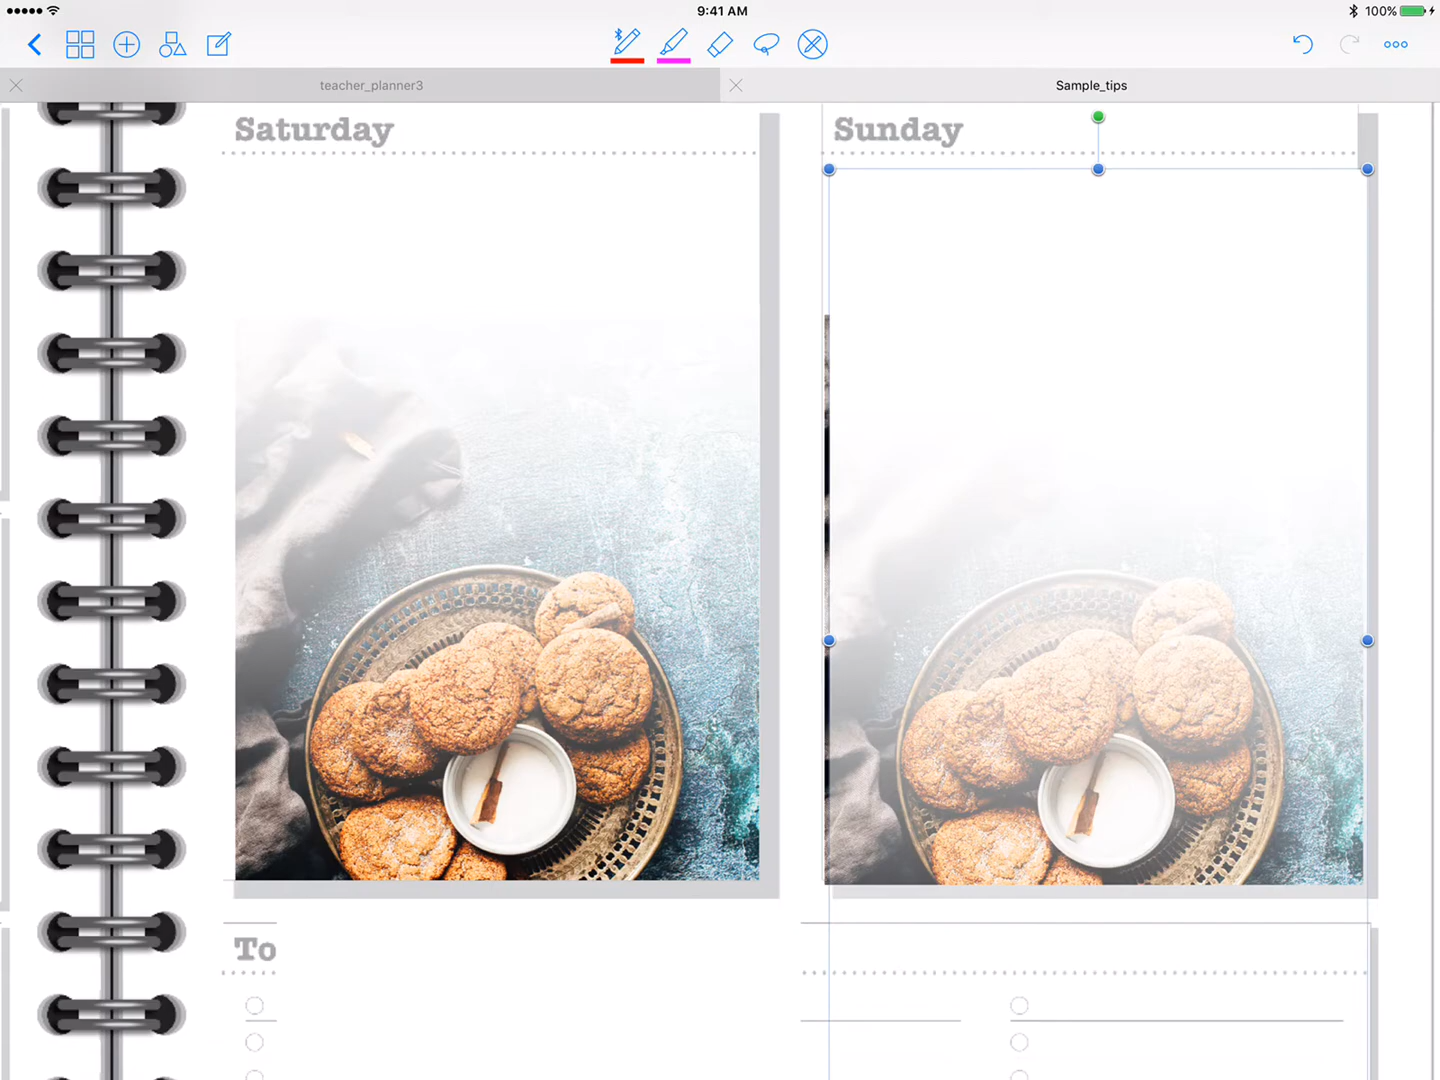 9:41 AM
100%
teacher_planner3
Sample_tips
Saturday
Sunday
To